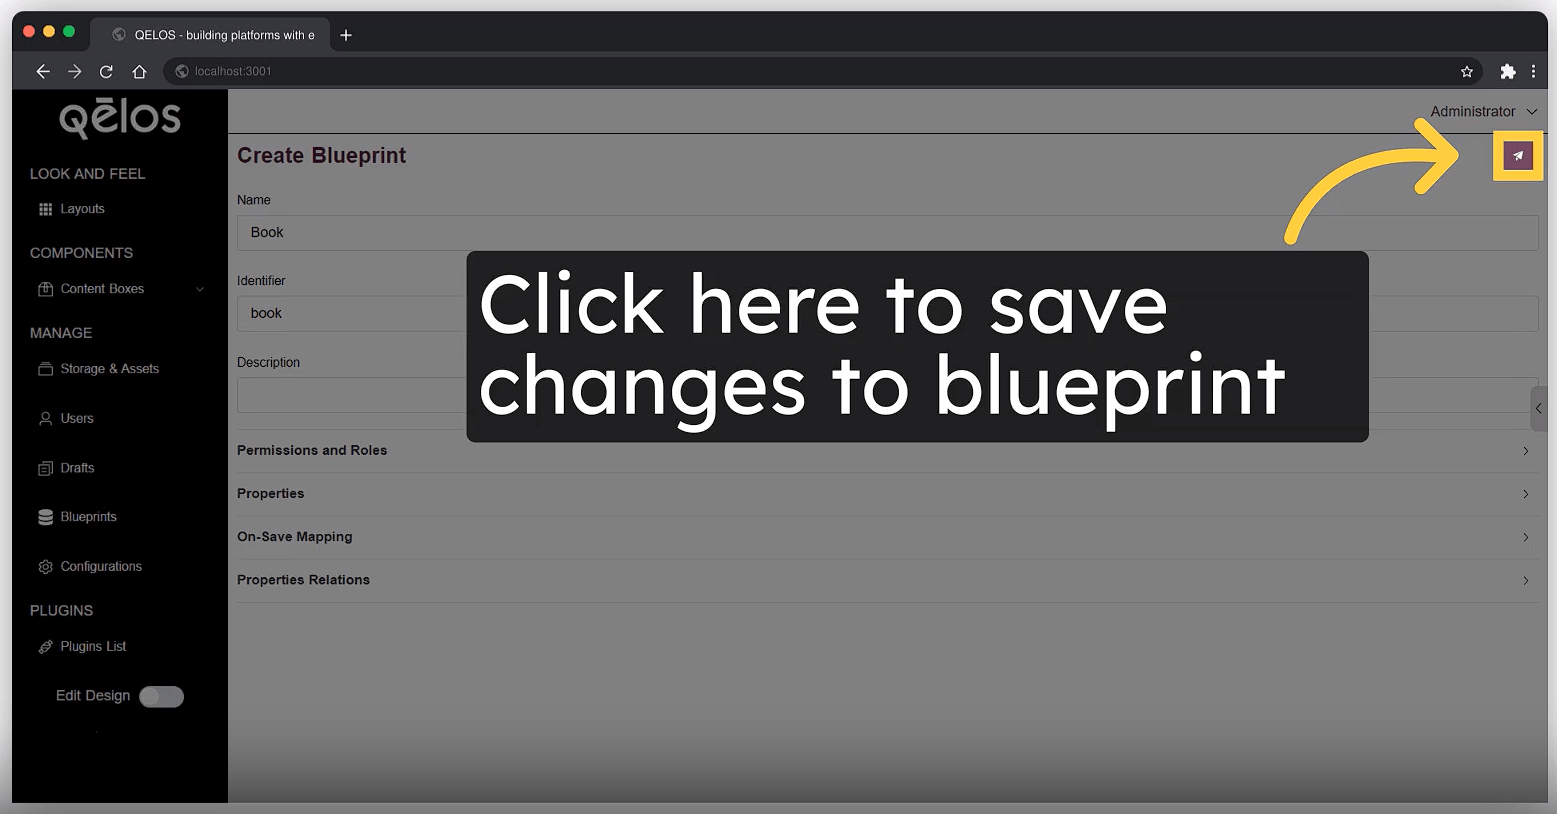 QELOS - building platforms with e
localhost:3001
qēlos
Administrator
LOOK AND FEEL
Layouts
COMPONENTS
Content Boxes
MANAGE
Storage & Assets
Users
Drafts
Blueprints
Configurations
PLUGINS
Plugins List
Edit Design
Create Blueprint
Name
Book
Identifier
book
Description
Click here to save
changes to blueprint
Permissions and Roles
Properties
On-Save Mapping
Properties Relations